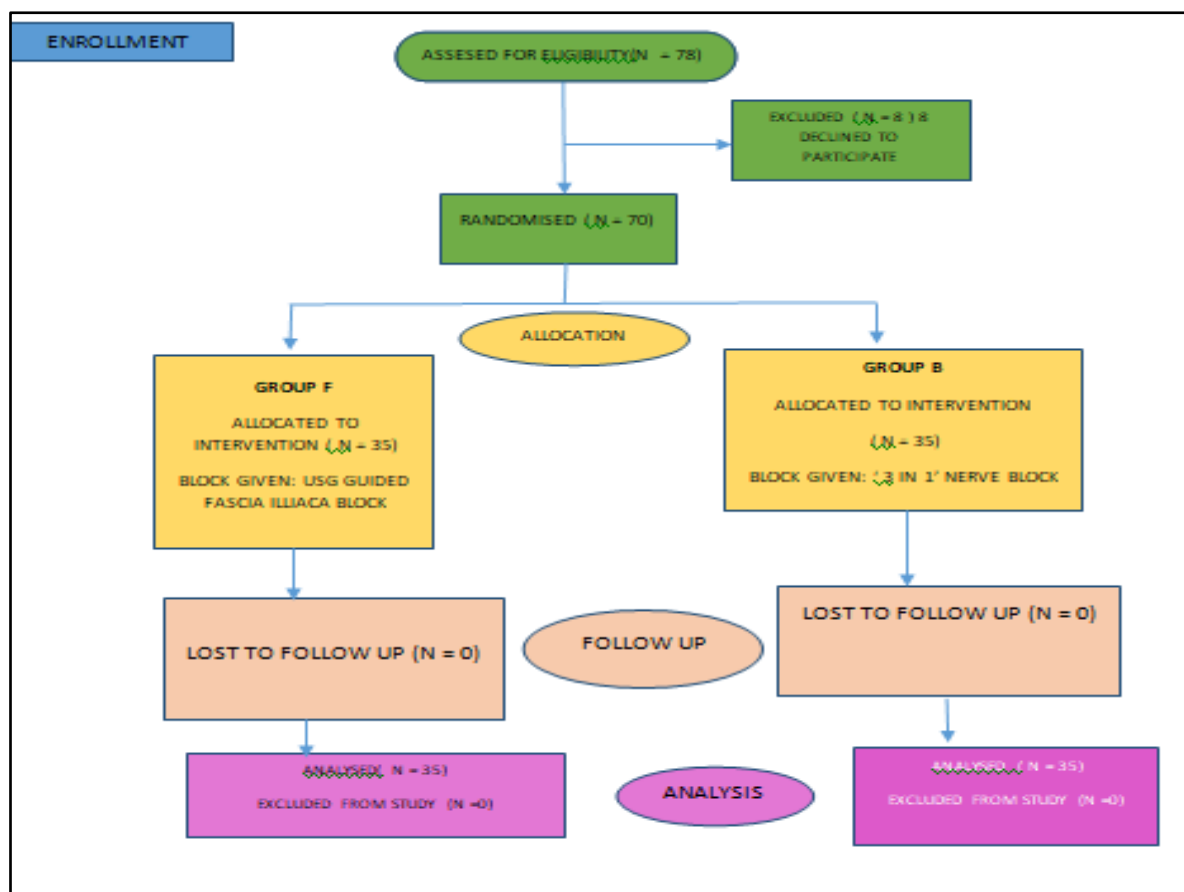 ENROLLMENT
ASSESED FOR ELIGIBILITY(N = 78)
EXCLUDED ( N = 8 ) 8
DECLINED TO
PARTICIPATE
RANDOMISED ( N = 70)
ALLOCATION
GROUP F
ALLOCATED TO
INTERVENTION ( N = 35)
BLOCK GIVEN: USG GUIDED
FASCIA ILLIACA BLOCK
GROUP B
ALLOCATED TO INTERVENTION
( N = 35)
BLOCK GIVEN: '3 IN 1' NERVE BLOCK
LOST TO FOLLOW UP (N = 0)
FOLLOW UP
LOST TO FOLLOW UP (N = 0)
ANALYSED( N = 35)
EXCLUDED FROM STUDY (N =0)
ANALYSIS
ANALYSED ( N = 35)
EXCLUDED FROM STUDY (N =0)